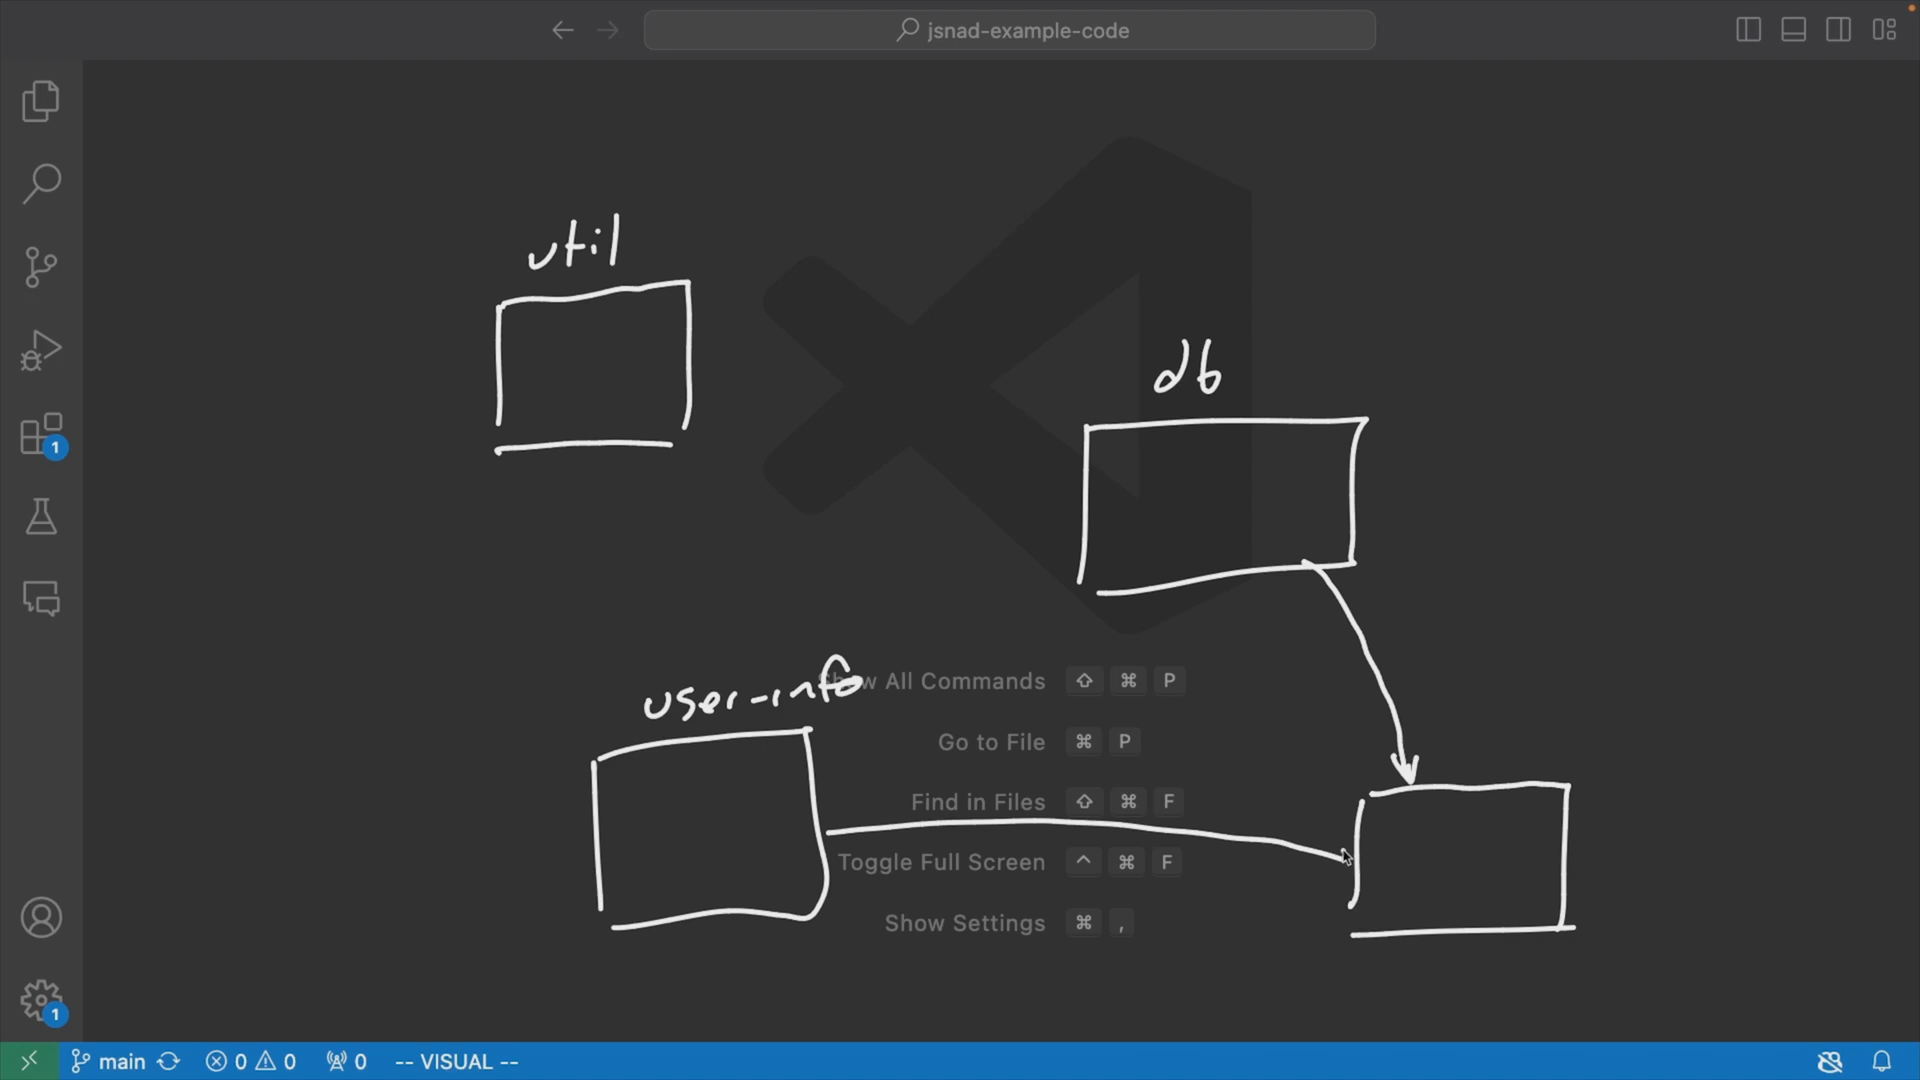 jsnad-example-code
util
db
user-info
Show All Commands ⇧ ⌘ P
Go to File ⌘ P
Find in Files ⇧ ⌘ F
Toggle Full Screen ^ ⌘ F
Show Settings ⌘ ,
1
1
main 0 0 0 -- VISUAL --